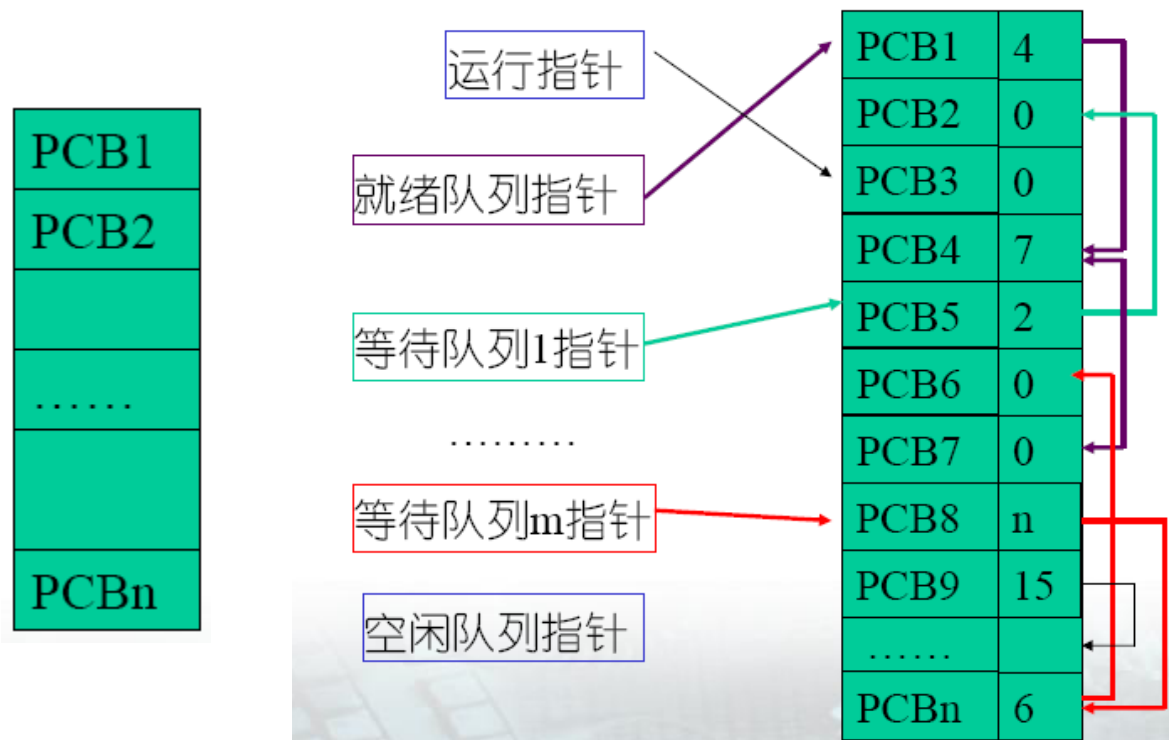 PCB1
PCB2
......
PCBn
运行指针
就绪队列指针
等待队列1指针
.........
等待队列m指针
空闲队列指针
PCB1 4
PCB2 0
PCB3 0
PCB4 7
PCB5 2
PCB6 0
PCB7 0
PCB8 n
PCB9 15
......
PCBn 6